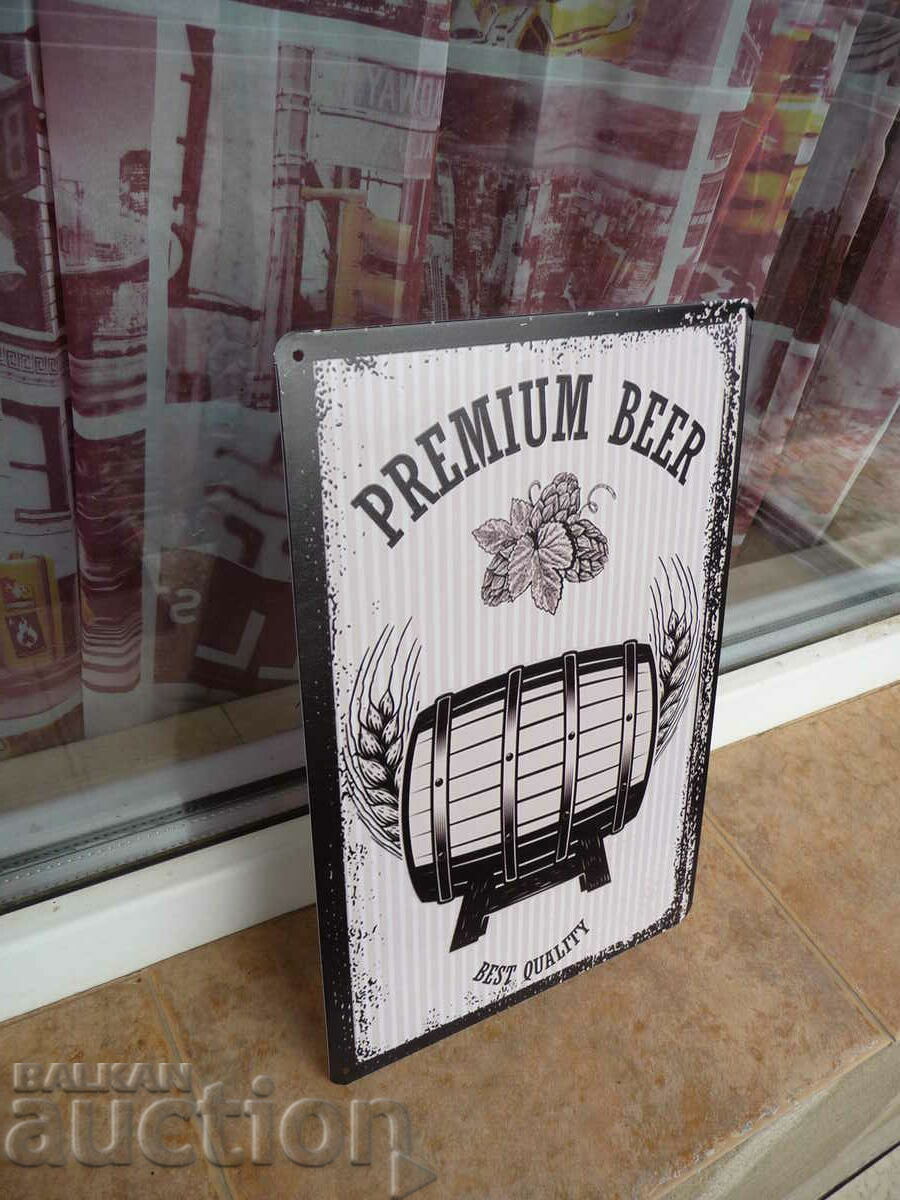 PREMIUM BEER
BEST QUALITY
BALKAN
auction